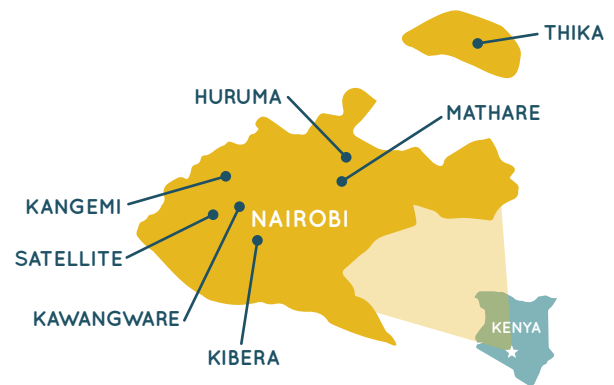 THIKA
HURUMA
MATHARE
KANGEMI
NAIROBI
SATELLITE
KAWANGWARE
KENYA
KIBERA